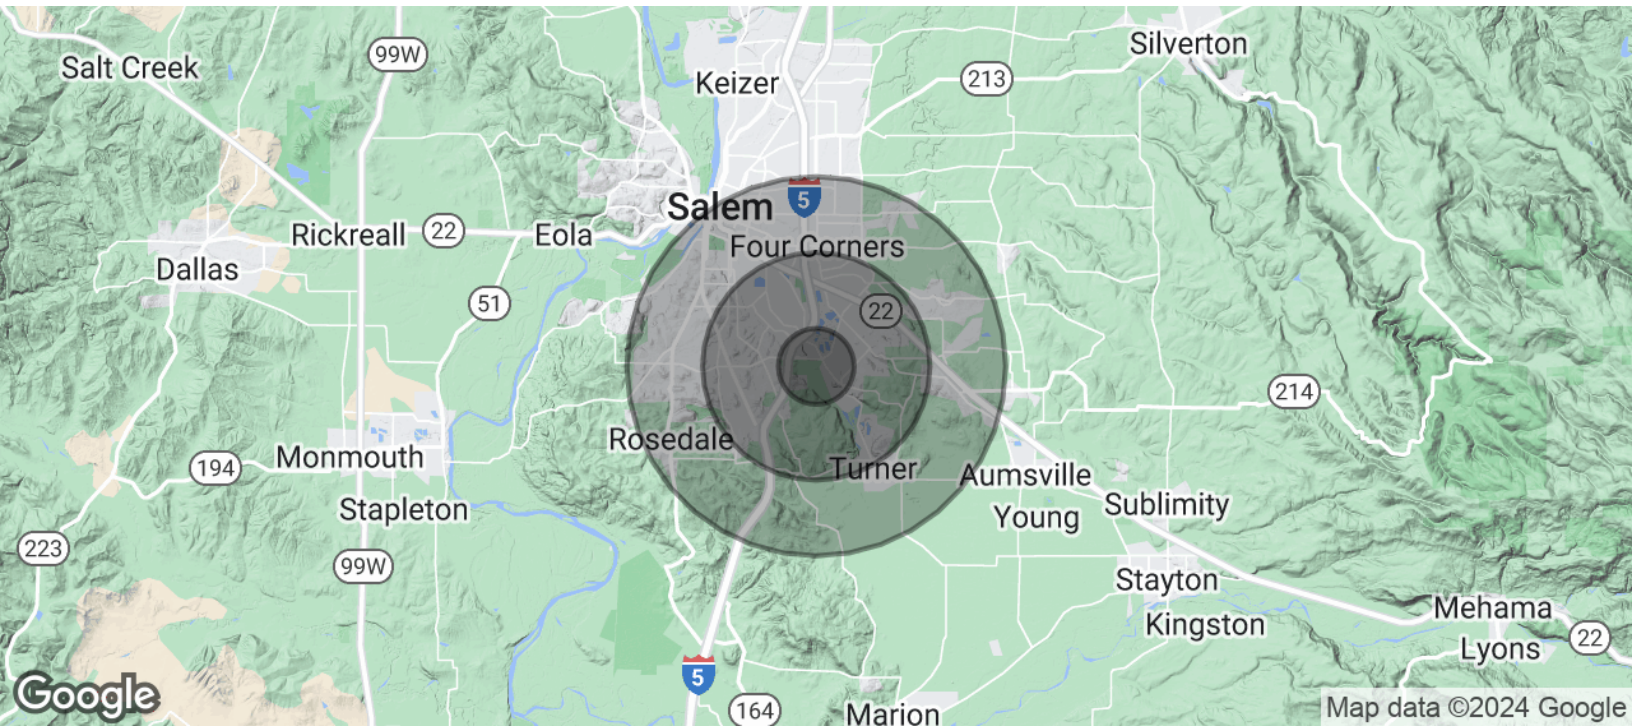 Silverton
99W
Salt Creek
Keizer
213
5
Salem
Rickreall
22
Eola
Four Corners
Dallas
51
22
214
Rosedale
Monmouth
194
Turner
Aumsville
Sublimity
Stapleton
Young
223
99W
Stayton
Mehama
Kingston
22
Lyons
5
Google
164
Marion
Map data ©2024 Google